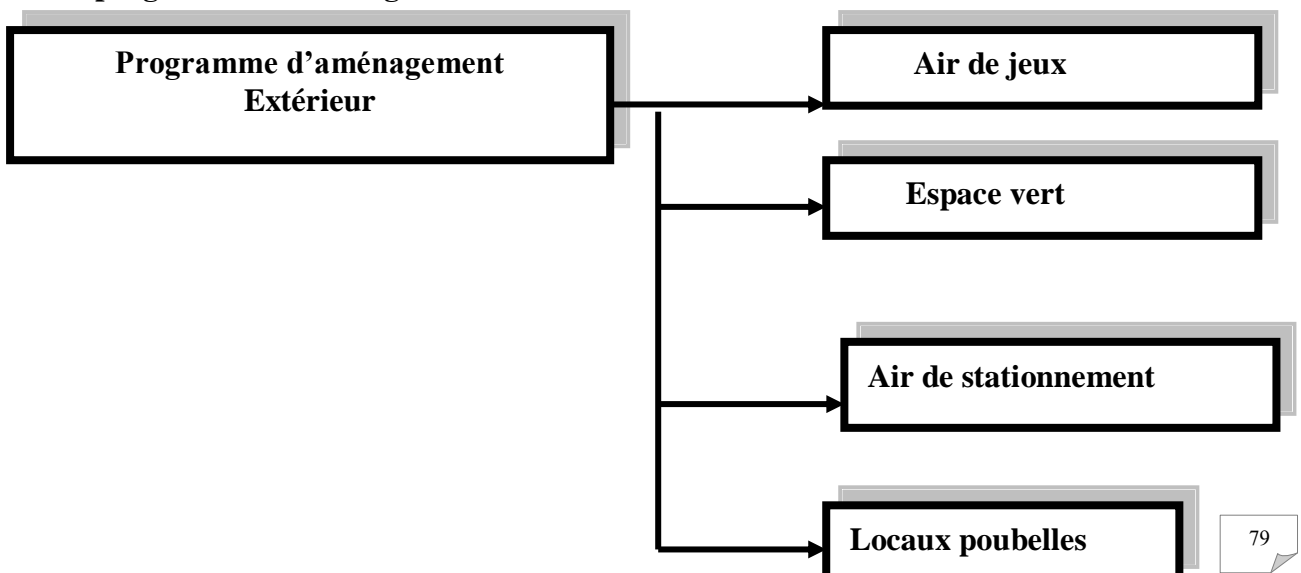 Programme d’aménagement
Extérieur
Air de jeux
Espace vert
Air de stationnement
Locaux poubelles
79